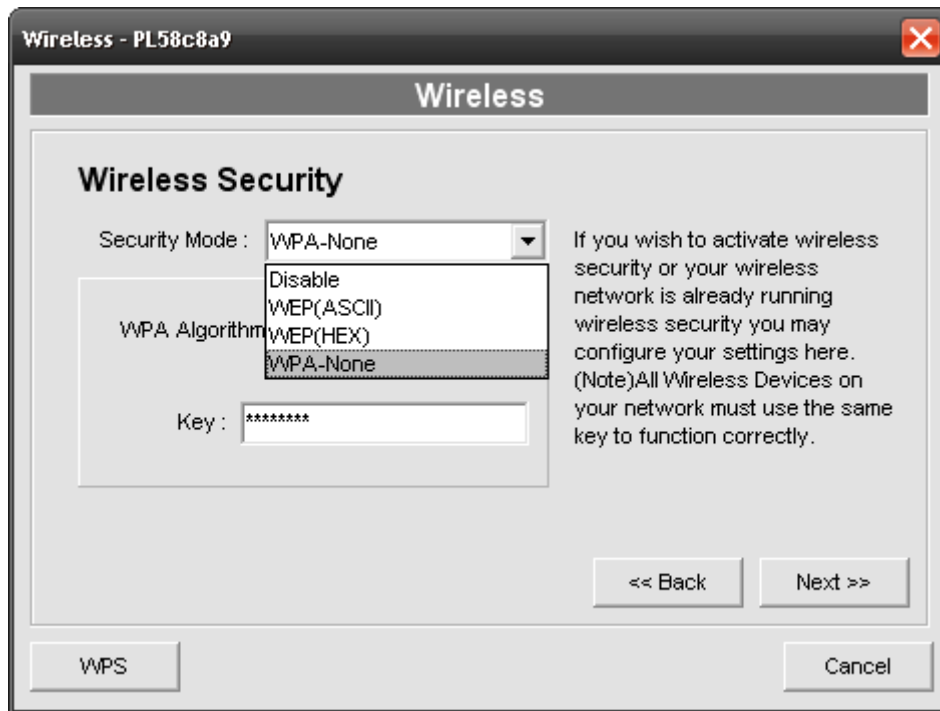 Wireless - PL58c8a9
Wireless
Wireless Security
Security Mode :
WPA-None
Disable
WEP(ASCII)
WEP(HEX)
WPA-None
WPA Algorithm
Key :
********
If you wish to activate wireless
security or your wireless
network is already running
wireless security you may
configure your settings here.
(Note)All Wireless Devices on
your network must use the same
key to function correctly.
<< Back
Next >>
WPS
Cancel